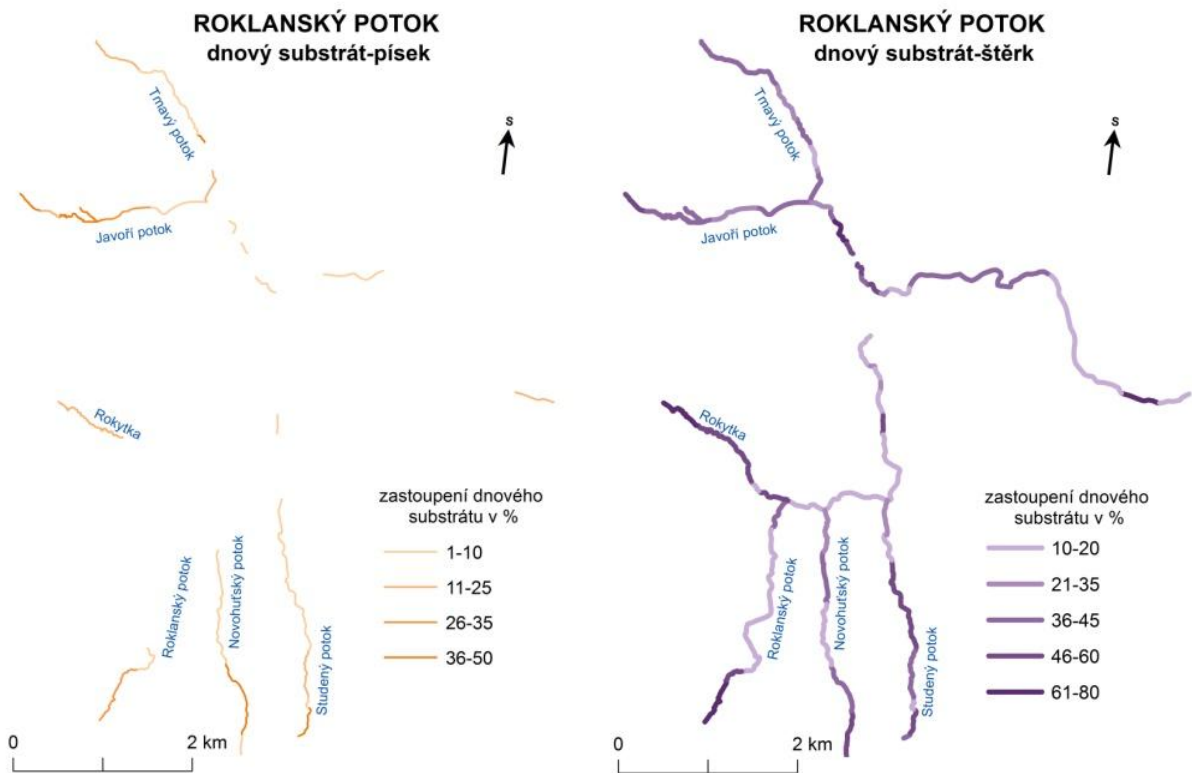 ROKLANSKÝ POTOK
dnový substrát-písek
Tmavý potok
S
Javoří potok
Rokytka
zastoupení dnového
substrátu v %
1-10
11-25
26-35
36-50
Roklanský potok
Novohuťský potok
Studený potok
0 2 km
ROKLANSKÝ POTOK
dnový substrát-štěrk
Tmavý potok
S
Javoří potok
Rokytka
zastoupení dnového
substrátu v %
10-20
21-35
36-45
46-60
61-80
Roklanský potok
Novohuťský potok
Studený potok
0 2 km